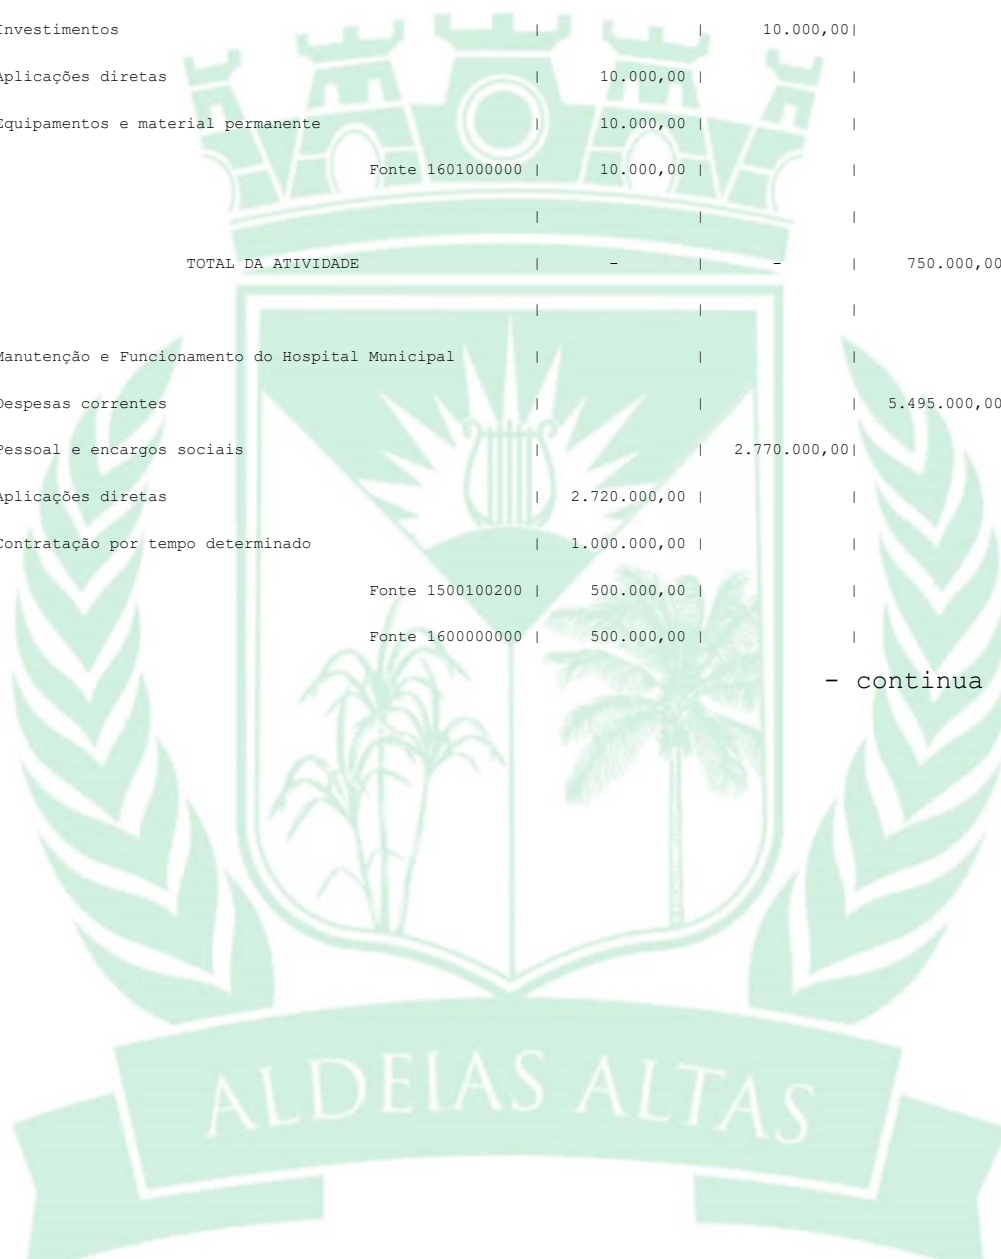 Investimentos | | 10.000,00|
Aplicações diretas | 10.000,00 | |
Equipamentos e material permanente | 10.000,00 | |
Fonte 1601000000 | 10.000,00 | |
| | |
TOTAL DA ATIVIDADE | - | - | 750.000,00
| | |
Manutenção e Funcionamento do Hospital Municipal | | |
Despesas correntes | | | 5.495.000,00
Pessoal e encargos sociais | | 2.770.000,00|
Aplicações diretas | 2.720.000,00 | |
Contratação por tempo determinado | 1.000.000,00 | |
Fonte 1500100200 | 500.000,00 | |
Fonte 1600000000 | 500.000,00 | |
- continua
ALDEIAS ALTAS